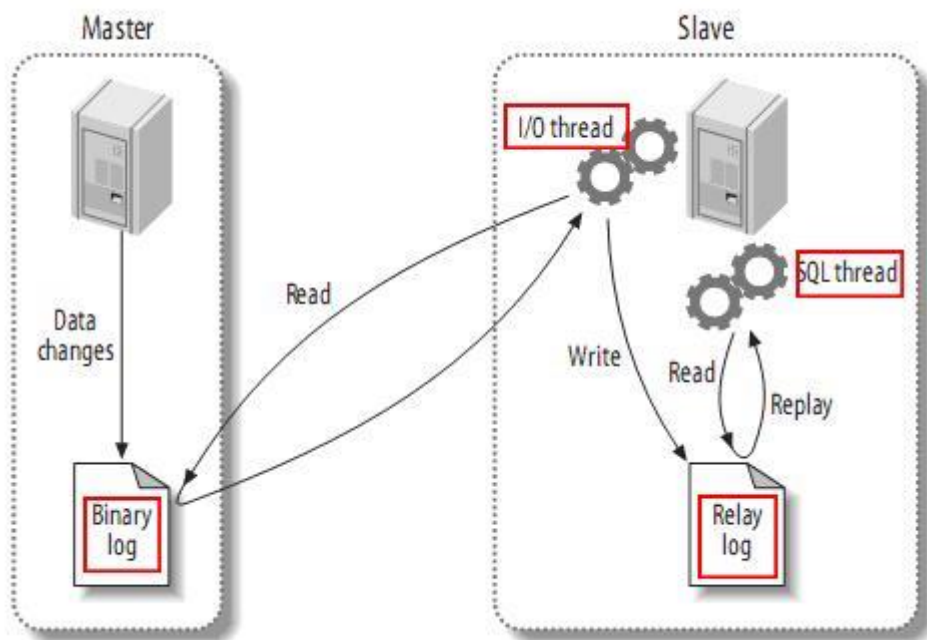 Master
Slave
I/O thread
SQL thread
Read
Data
changes
Write
Read
Replay
Binary
log
Relay
log